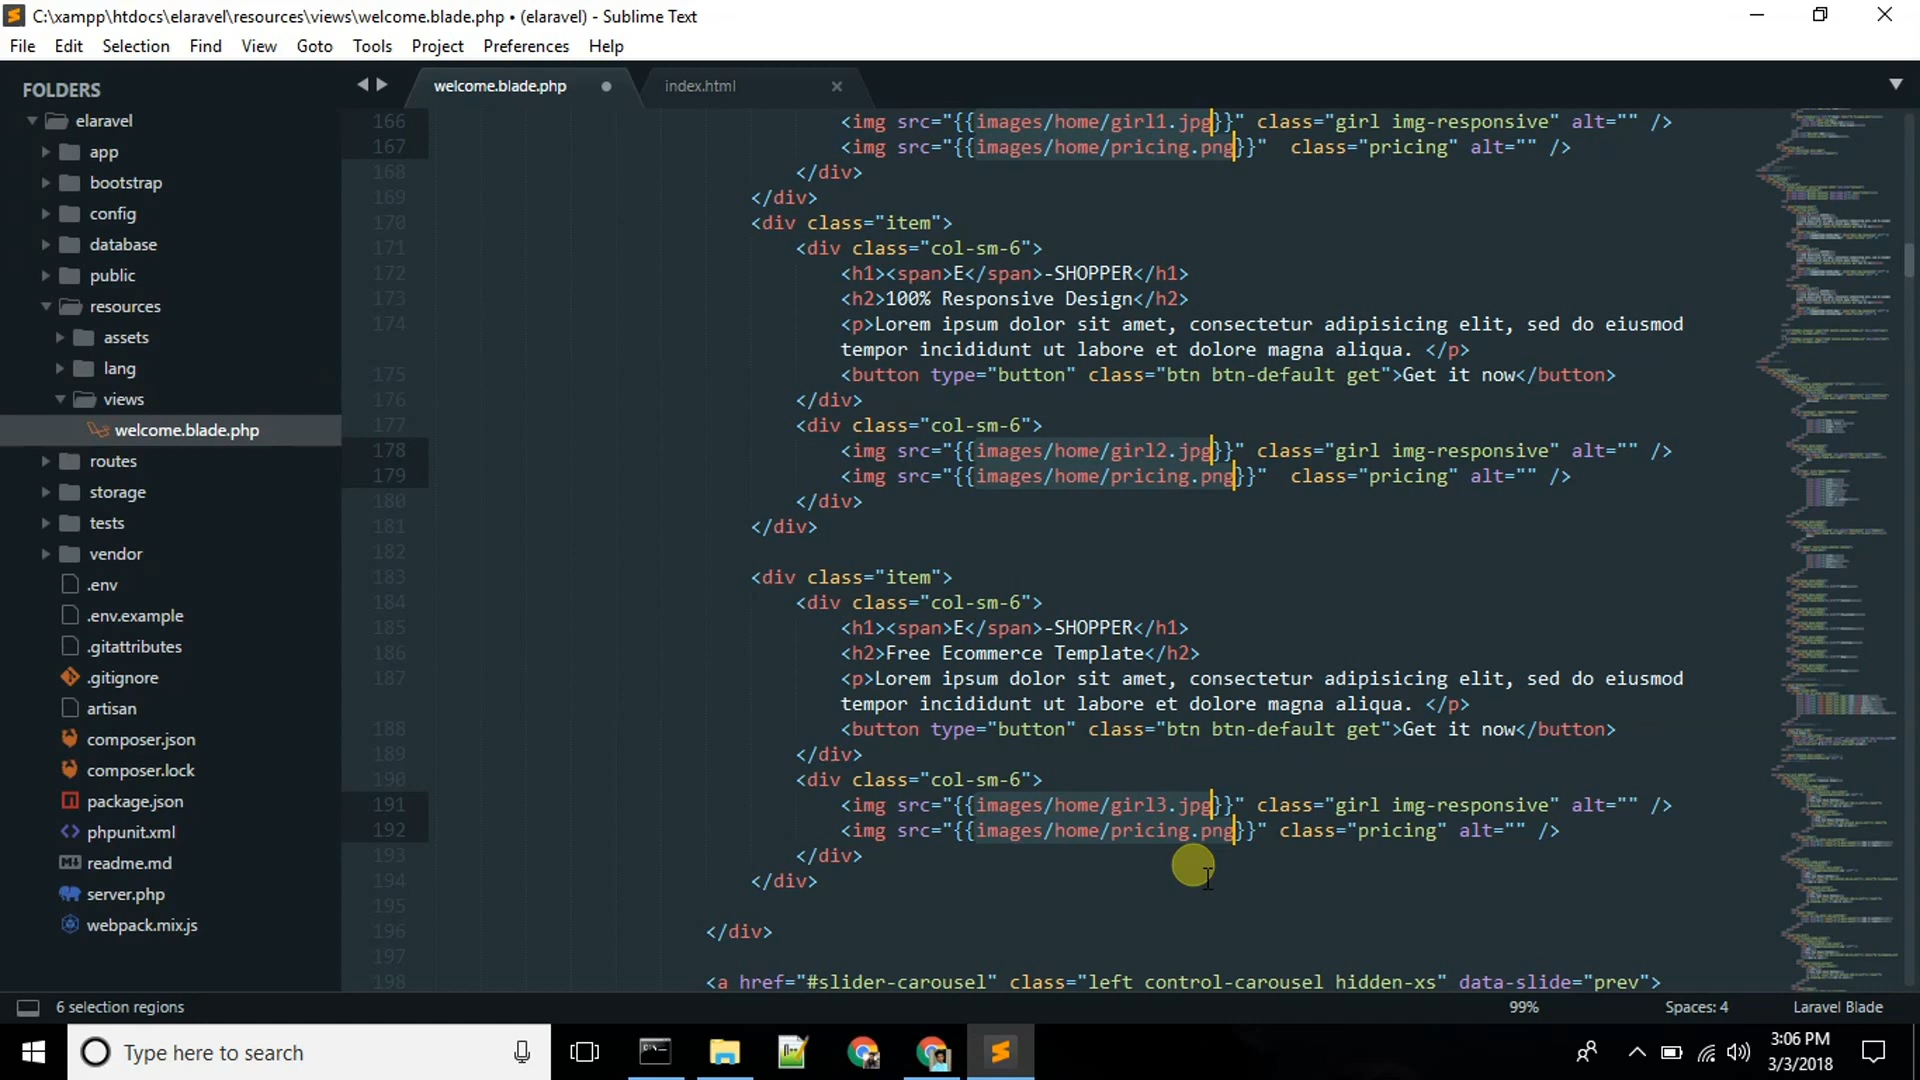 C:\xampp\htdocs\elaravel\resources\views\welcome.blade.php • (elaravel) - Sublime Text
File Edit Selection Find View Goto Tools Project Preferences Help
FOLDERS
elaravel
app
bootstrap
config
database
public
resources
assets
lang
views
welcome.blade.php
routes
storage
tests
vendor
.env
.env.example
.gitattributes
.gitignore
artisan
composer.json
composer.lock
package.json
phpunit.xml
readme.md
server.php
webpack.mix.js
welcome.blade.php
index.html
166 <img src="{{images/home/girl1.jpg}}" class="girl img-responsive" alt="" />
167 <img src="{{images/home/pricing.png}}"  class="pricing" alt="" />
168 </div>
169 </div>
170 <div class="item">
171 <div class="col-sm-6">
172 <h1><span>E</span>-SHOPPER</h1>
173 <h2>100% Responsive Design</h2>
174 <p>Lorem ipsum dolor sit amet, consectetur adipisicing elit, sed do eiusmod
tempor incididunt ut labore et dolore magna aliqua. </p>
175 <button type="button" class="btn btn-default get">Get it now</button>
176 </div>
177 <div class="col-sm-6">
178 <img src="{{images/home/girl2.jpg}}" class="girl img-responsive" alt="" />
179 <img src="{{images/home/pricing.png}}"  class="pricing" alt="" />
180 </div>
181 </div>
182
183 <div class="item">
184 <div class="col-sm-6">
185 <h1><span>E</span>-SHOPPER</h1>
186 <h2>Free Ecommerce Template</h2>
187 <p>Lorem ipsum dolor sit amet, consectetur adipisicing elit, sed do eiusmod
tempor incididunt ut labore et dolore magna aliqua. </p>
188 <button type="button" class="btn btn-default get">Get it now</button>
189 </div>
190 <div class="col-sm-6">
191 <img src="{{images/home/girl3.jpg}}" class="girl img-responsive" alt="" />
192 <img src="{{images/home/pricing.png}}" class="pricing" alt="" />
193 </div>
194 </div>
195
196 </div>
197
198 <a href="#slider-carousel" class="left control-carousel hidden-xs" data-slide="prev">
6 selection regions
99%
Spaces: 4
Laravel Blade
Type here to search
3:06 PM
3/3/2018